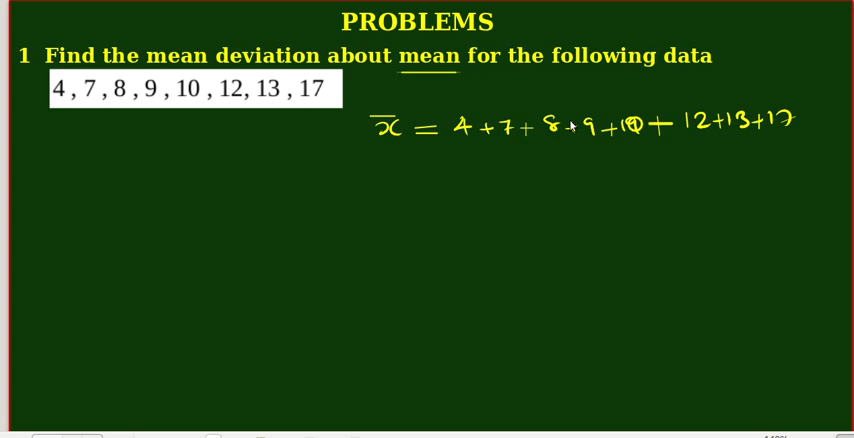 PROBLEMS
1 Find the mean deviation about mean for the following data
4 , 7 , 8 , 9 , 10 , 12, 13 , 17
x̄ = 4+7+8+9+10+12+13+17